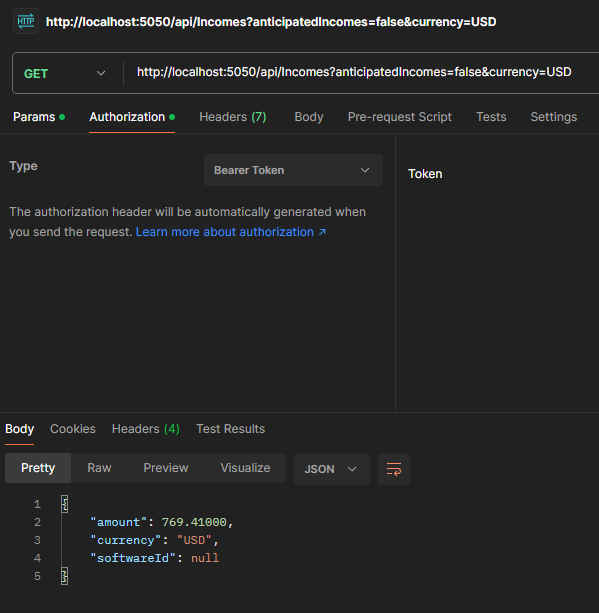 HTTP http://localhost:5050/api/Incomes?anticipatedIncomes=false&currency=USD
GET http://localhost:5050/api/Incomes?anticipatedIncomes=false&currency=USD
Params Authorization Headers (7) Body Pre-request Script Tests Settings
Type Bearer Token Token
The authorization header will be automatically generated when
you send the request. Learn more about authorization ↗
Body Cookies Headers (4) Test Results
Pretty Raw Preview Visualize JSON
1 {
2 "amount": 769.41000,
3 "currency": "USD",
4 "softwareId": null
5 }